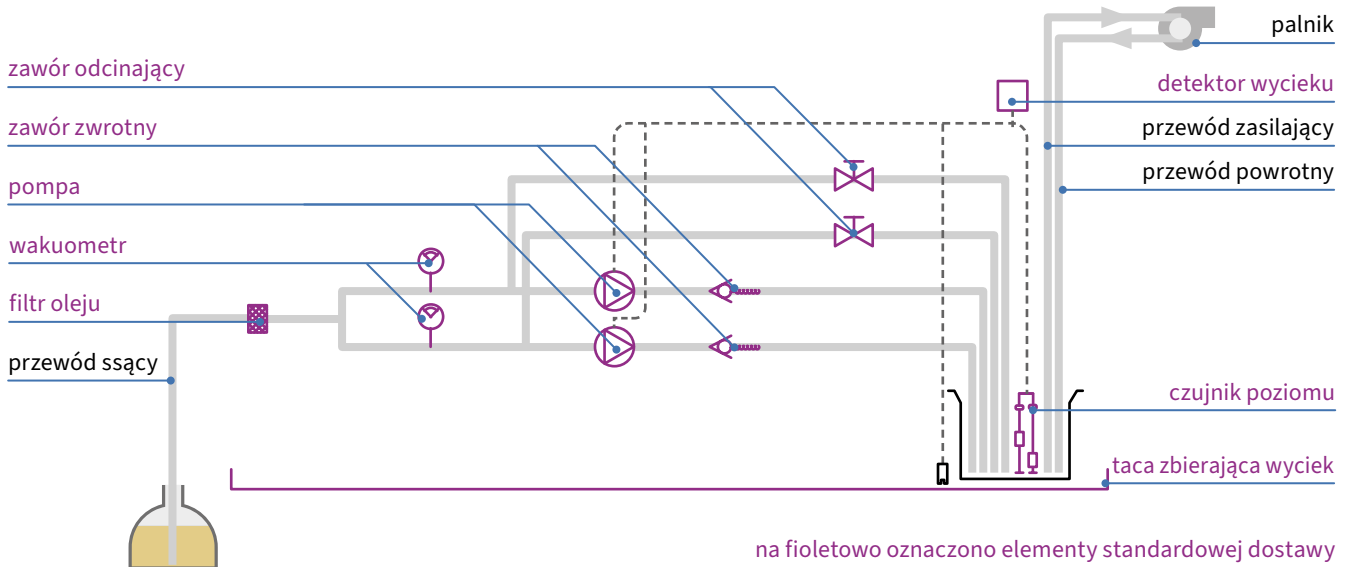 zawór odcinający
zawór zwrotny
pompa
wakuometr
filtr oleju
przewód ssący
palnik
detektor wycieku
przewód zasilający
przewód powrotny
czujnik poziomu
taca zbierająca wyciek
na fioletowo oznaczono elementy standardowej dostawy